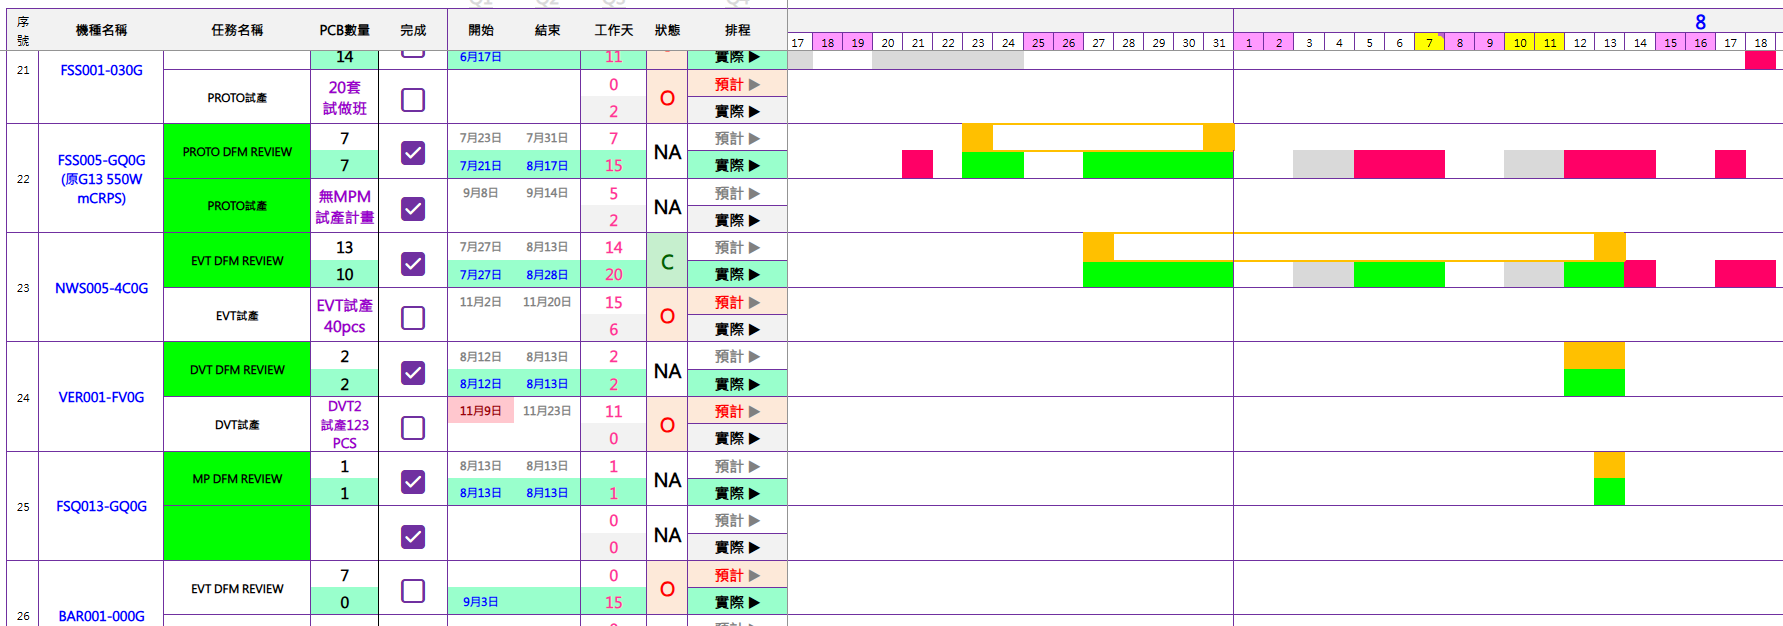 Q1 Q2 Q3 Q4
序號 機種名稱 任務名稱 PCB數量 完成 開始 結束 工作天 狀態 排程
8
17 18 19 20 21 22 23 24 25 26 27 28 29 30 31 1 2 3 4 5 6 7 8 9 10 11 12 13 14 15 16 17 18
14 6月17日 11 實際 ▶
21 FSS001-030G
PROTO試產 20套
試做班 0 O 預計 ▶
2 實際 ▶
22 FSS005-GQ0G
(原G13 550W
mCRPS)
PROTO DFM REVIEW 7 7月23日 7月31日 7 NA 預計 ▶
7 7月21日 8月17日 15 實際 ▶
PROTO試產 無MPM
試產計畫 9月8日 9月14日 5 NA 預計 ▶
2 實際 ▶
23 NWS005-4C0G
EVT DFM REVIEW 13 7月27日 8月13日 14 C 預計 ▶
10 7月27日 8月28日 20 實際 ▶
EVT試產 EVT試產
40pcs 11月2日 11月20日 15 O 預計 ▶
6 實際 ▶
24 VER001-FV0G
DVT DFM REVIEW 2 8月12日 8月13日 2 NA 預計 ▶
2 8月12日 8月13日 2 實際 ▶
DVT試產 DVT2
試產123
PCS 11月9日 11月23日 11 O 預計 ▶
0 實際 ▶
25 FSQ013-GQ0G
MP DFM REVIEW 1 8月13日 8月13日 1 NA 預計 ▶
1 8月13日 8月13日 1 實際 ▶
0 NA 預計 ▶
0 實際 ▶
26 BAR001-000G
EVT DFM REVIEW 7 0 O 預計 ▶
0 9月3日 15 實際 ▶